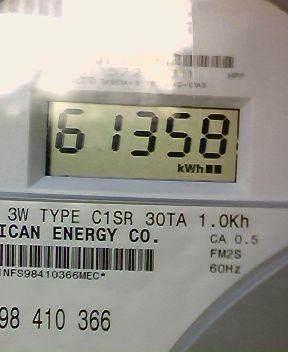 61358
kWh
3W TYPE C1SR 30TA 1.0Kh
ICAN ENERGY CO.
CA 0.5
FM2S
60Hz
INFS98410366MEC*
98 410 366